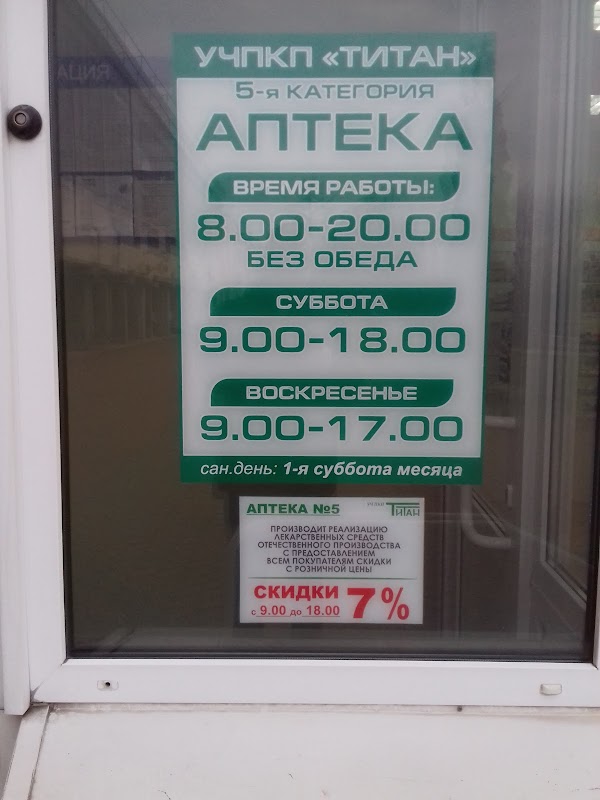 АЦИЯ
УЧПКП «ТИТАН»
5-я КАТЕГОРИЯ
АПТЕКА
ВРЕМЯ РАБОТЫ:
8.00-20.00
БЕЗ ОБЕДА
СУББОТА
9.00-18.00
ВОСКРЕСЕНЬЕ
9.00-17.00
сан.день: 1-я суббота месяца
АПТЕКА №5
УЧПКП ТИТАН
ПРОИЗВОДИТ РЕАЛИЗАЦИЮ
ЛЕКАРСТВЕННЫХ СРЕДСТВ
ОТЕЧЕСТВЕННОГО ПРОИЗВОДСТВА
С ПРЕДОСТАВЛЕНИЕМ
ВСЕМ ПОКУПАТЕЛЯМ СКИДКИ
С РОЗНИЧНОЙ ЦЕНЫ
СКИДКИ 7%
с 9.00 до 18.00